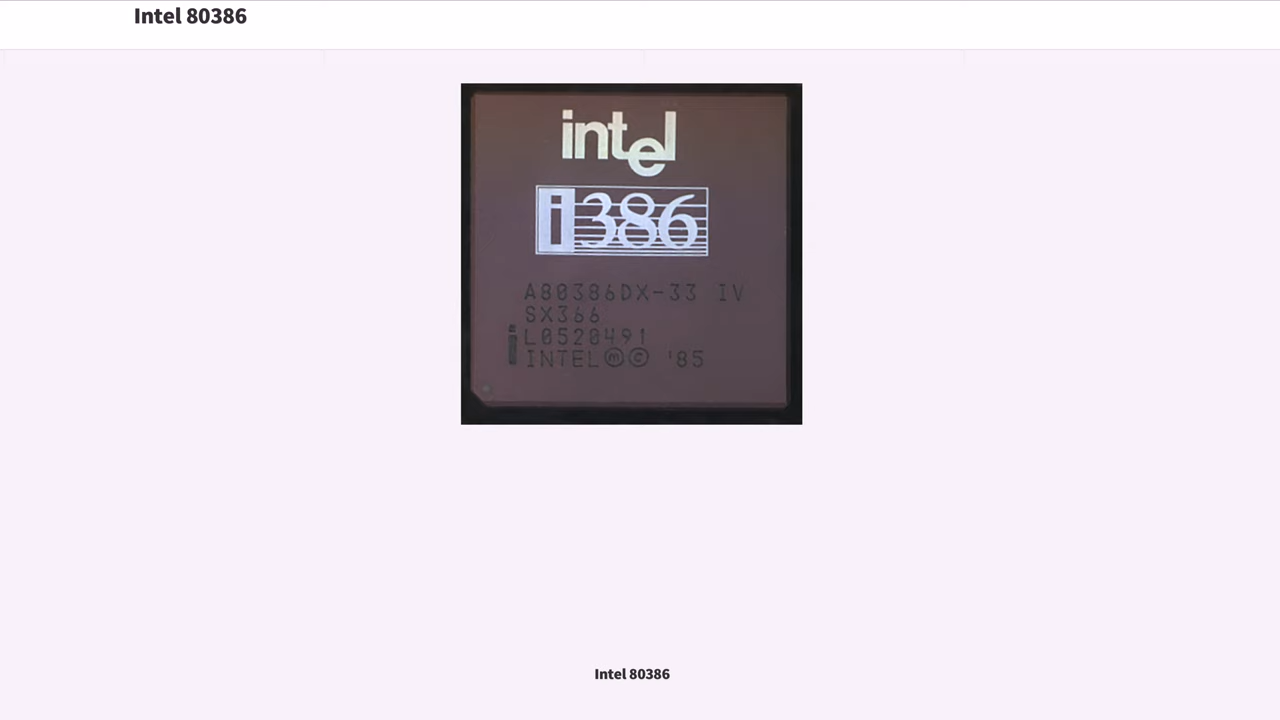 Intel 80386
intel
i386
A80386DX-33 IV
SX366
L0520491
INTEL Ⓜ© '85
Intel 80386